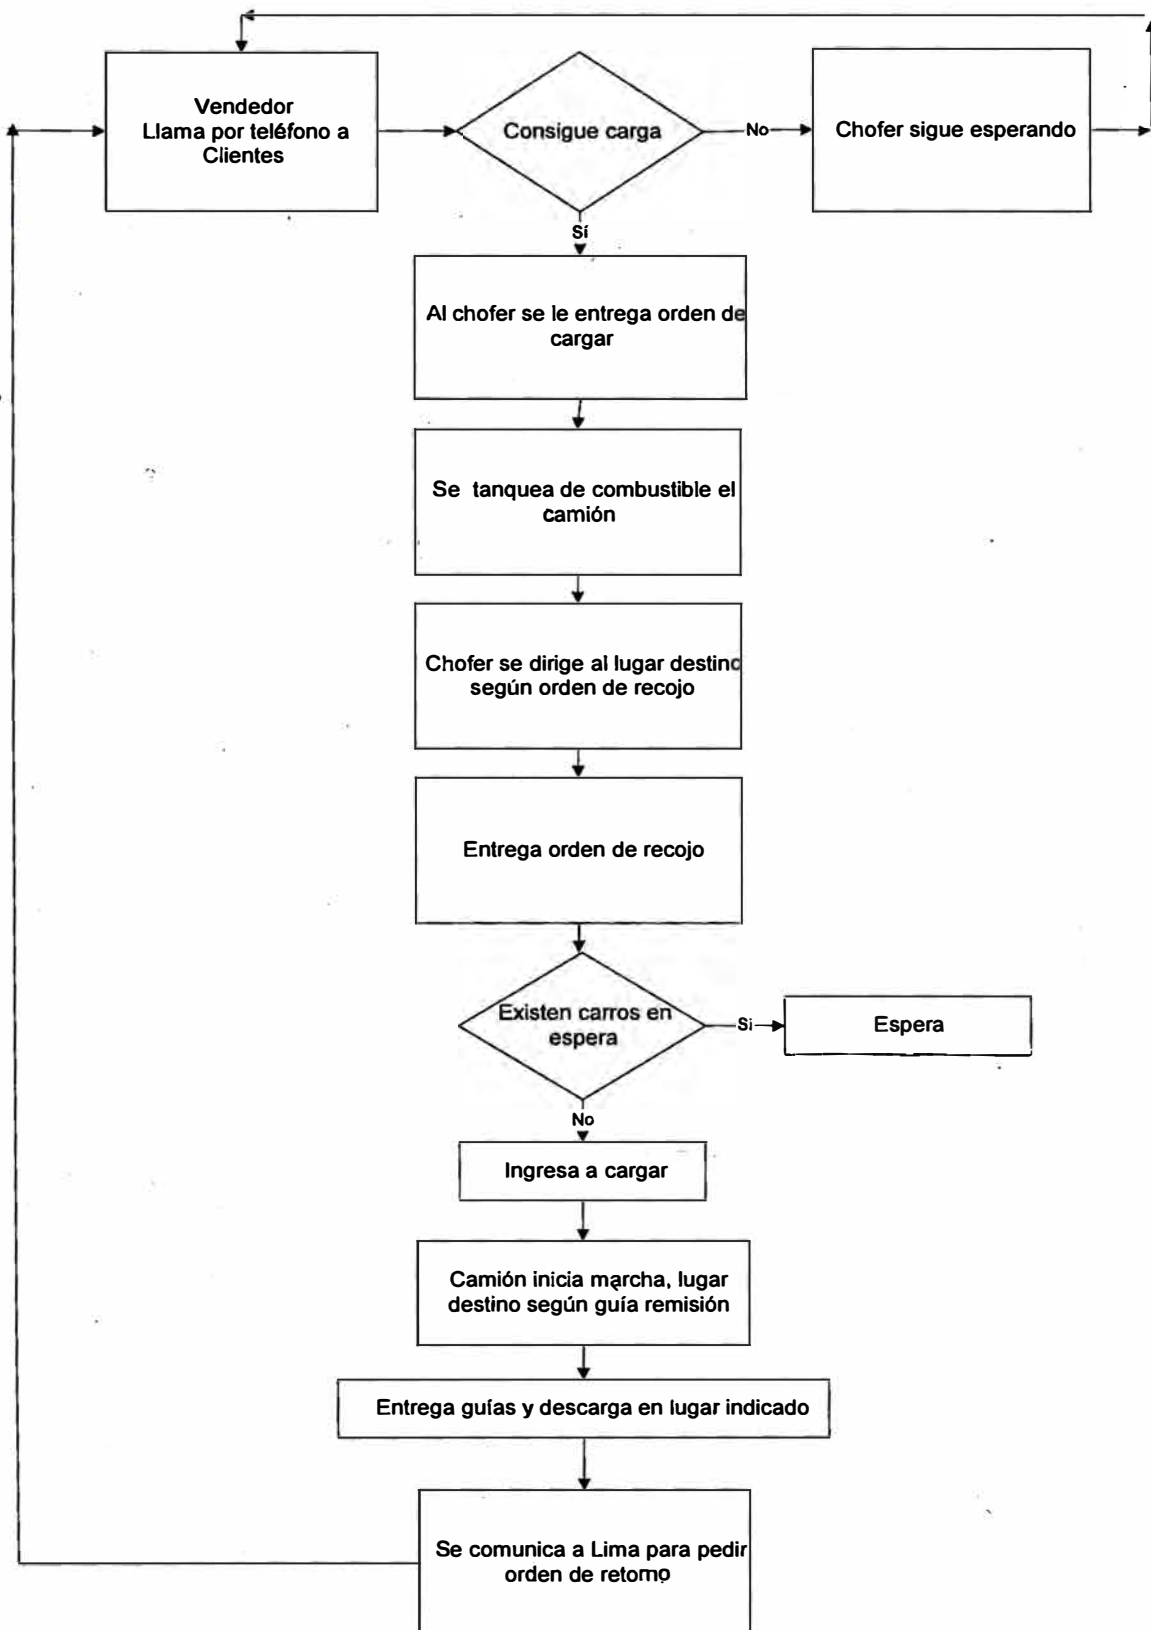 Vendedor
Llama por teléfono a
Clientes
Consigue carga
No
Chofer sigue esperando
Sí
Al chofer se le entrega orden de
cargar
Se tanquea de combustible el
camión
Chofer se dirige al lugar destino
según orden de recojo
Entrega orden de recojo
Existen carros en
espera
Si
Espera
No
Ingresa a cargar
Camión inicia marcha, lugar
destino según guía remisión
Entrega guías y descarga en lugar indicado
Se comunica a Lima para pedir
orden de retorno